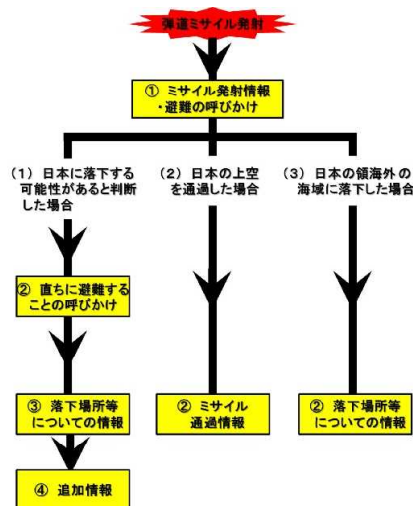 弾道ミサイル発射
① ミサイル発射情報
・避難の呼びかけ
(1) 日本に落下する
可能性があると判断
した場合
(2) 日本の上空
を通過した場合
(3) 日本の領海外の
海域に落下した場合
② 直ちに避難する
ことの呼びかけ
③ 落下場所等
についての情報
② ミサイル
通過情報
② 落下場所等
についての情報
④ 追加情報